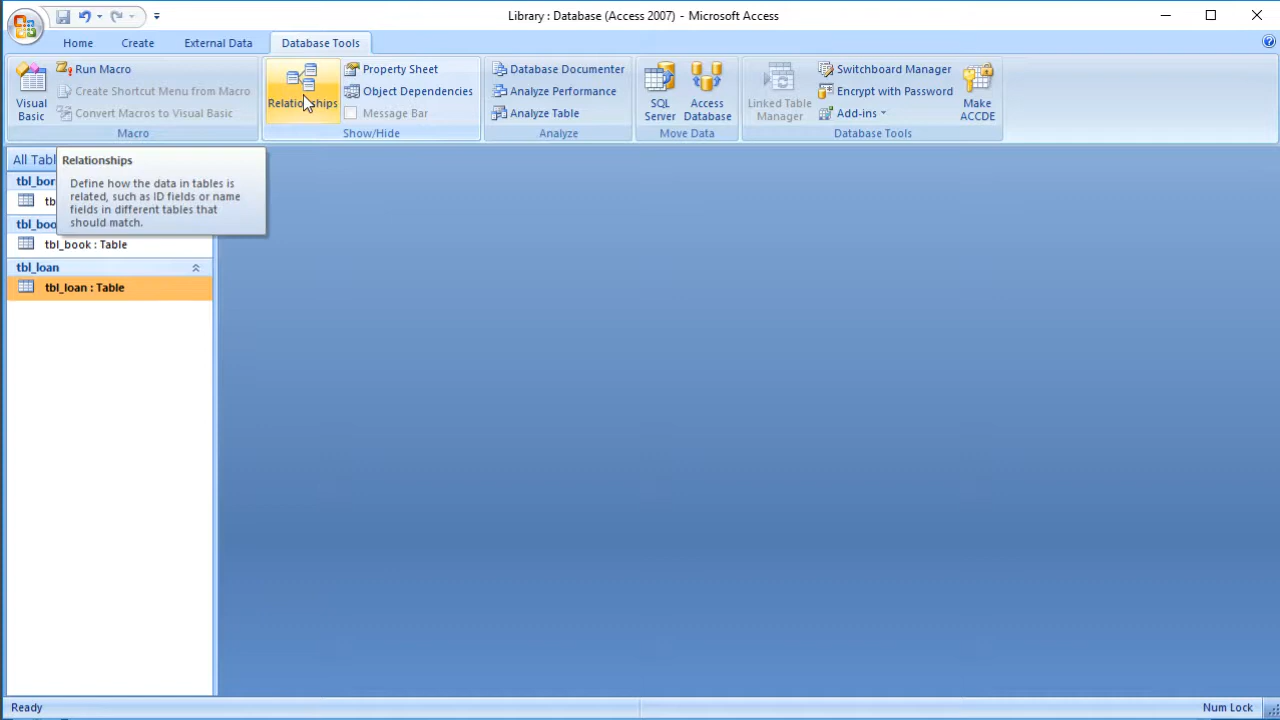 Library : Database (Access 2007) - Microsoft Access
Home Create External Data Database Tools
Visual Basic
Run Macro
Create Shortcut Menu from Macro
Convert Macros to Visual Basic
Macro
Relationships
Property Sheet
Object Dependencies
Message Bar
Show/Hide
Database Documenter
Analyze Performance
Analyze Table
Analyze
SQL Server
Access Database
Move Data
Linked Table Manager
Switchboard Manager
Encrypt with Password
Add-ins
Make ACCDE
Database Tools
All Tabl
Relationships
Define how the data in tables is
related, such as ID fields or name
fields in different tables that
should match.
tbl_bor
tb
tbl_boo
tbl_book : Table
tbl_loan
tbl_loan : Table
Ready
Num Lock